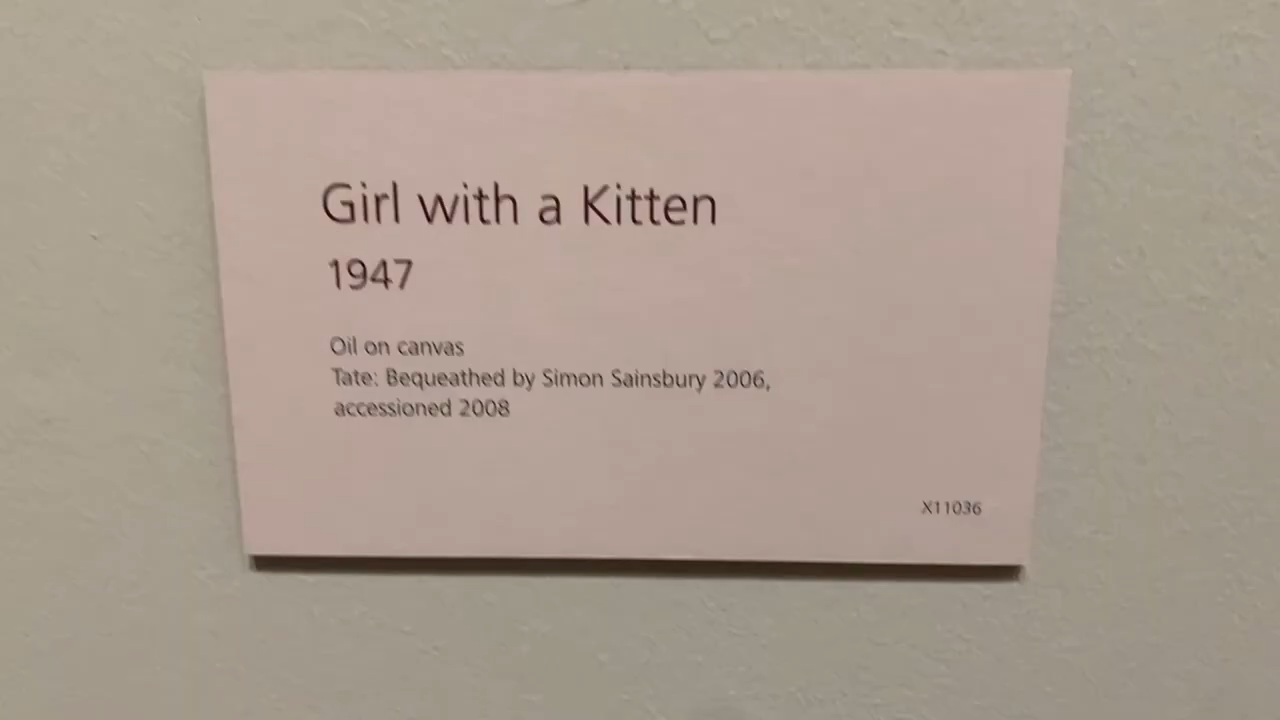 Girl with a Kitten
1947
Oil on canvas
Tate: Bequeathed by Simon Sainsbury 2006,
accessioned 2008
X11036